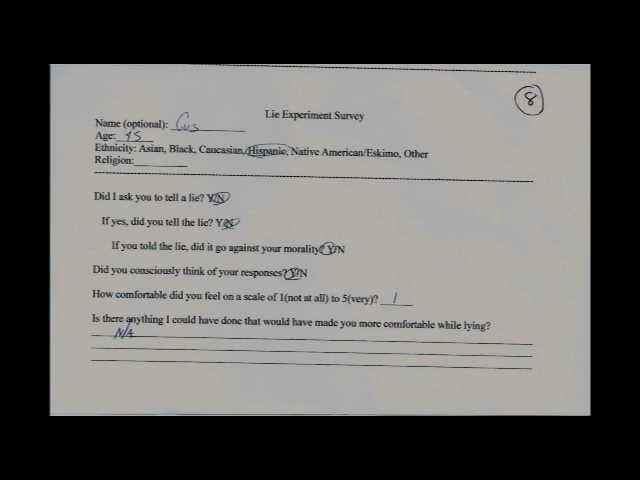 8
Lie Experiment Survey
Name (optional): Gus
Age: 45
Ethnicity: Asian, Black, Caucasian, Hispanic, Native American/Eskimo, Other
Religion:
Did I ask you to tell a lie? Y/N
If yes, did you tell the lie? Y/N
If you told the lie, did it go against your morality? Y/N
Did you consciously think of your responses? Y/N
How comfortable did you feel on a scale of 1(not at all) to 5(very)? 1
Is there anything I could have done that would have made you more comfortable while lying?
N/A